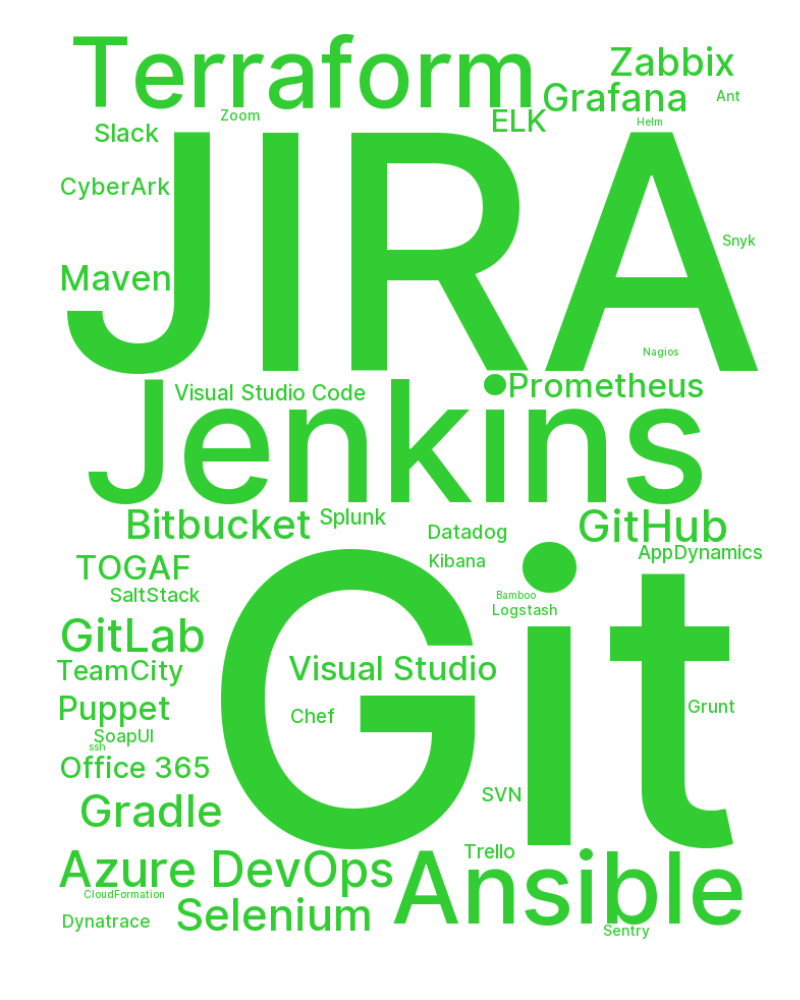 Terraform
Zabbix
Grafana
Ant
Zoom
ELK
Helm
Slack
JIRA
CyberArk
Snyk
Maven
Nagios
Prometheus
Visual Studio Code
Jenkins
Bitbucket
Splunk
GitHub
Datadog
AppDynamics
Kibana
TOGAF
SaltStack
Bamboo
Logstash
Git
GitLab
TeamCity
Visual Studio
Puppet
Chef
Grunt
SoapUI
ssh
Office 365
SVN
Gradle
Trello
Azure DevOps
Ansible
CloudFormation
Selenium
Dynatrace
Sentry